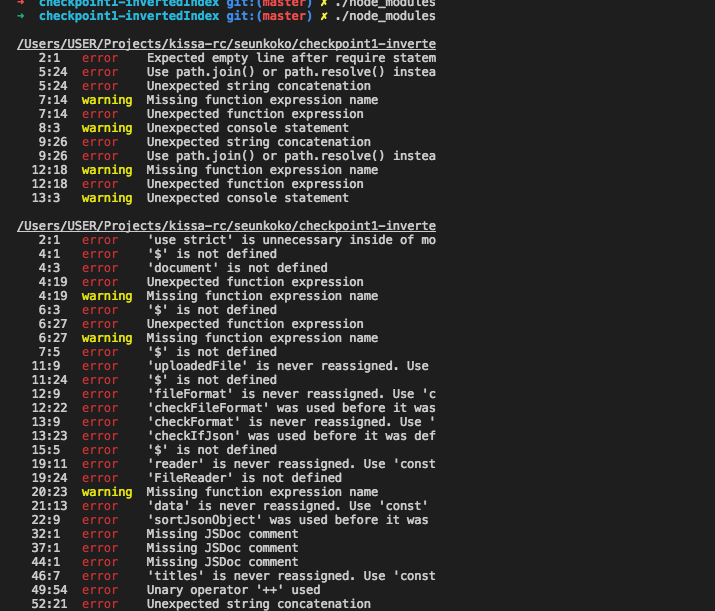 ➜  checkpoint1-invertedIndex git:(master) ✗ ./node_modules
➜  checkpoint1-invertedIndex git:(master) ✗ ./node_modules
/Users/USER/Projects/kissa-rc/seunkoko/checkpoint1-inverte
2:1  error  Expected empty line after require statem
5:24  error  Use path.join() or path.resolve() instea
5:24  error  Unexpected string concatenation
7:14  warning  Missing function expression name
7:14  error  Unexpected function expression
8:3  warning  Unexpected console statement
9:26  error  Unexpected string concatenation
9:26  error  Use path.join() or path.resolve() instea
12:18  warning  Missing function expression name
12:18  error  Unexpected function expression
13:3  warning  Unexpected console statement
/Users/USER/Projects/kissa-rc/seunkoko/checkpoint1-inverte
2:1  error  'use strict' is unnecessary inside of mo
4:1  error  '$' is not defined
4:3  error  'document' is not defined
4:19  error  Unexpected function expression
4:19  warning  Missing function expression name
6:3  error  '$' is not defined
6:27  error  Unexpected function expression
6:27  warning  Missing function expression name
7:5  error  '$' is not defined
11:9  error  'uploadedFile' is never reassigned. Use
11:24  error  '$' is not defined
12:9  error  'fileFormat' is never reassigned. Use 'c
12:22  error  'checkFileFormat' was used before it was
13:9  error  'checkFormat' is never reassigned. Use '
13:23  error  'checkIfJson' was used before it was def
15:5  error  '$' is not defined
19:11  error  'reader' is never reassigned. Use 'const
19:24  error  'FileReader' is not defined
20:23  warning  Missing function expression name
21:13  error  'data' is never reassigned. Use 'const'
22:9  error  'sortJsonObject' was used before it was
32:1  error  Missing JSDoc comment
37:1  error  Missing JSDoc comment
44:1  error  Missing JSDoc comment
46:7  error  'titles' is never reassigned. Use 'const
49:54  error  Unary operator '++' used
52:21  error  Unexpected string concatenation